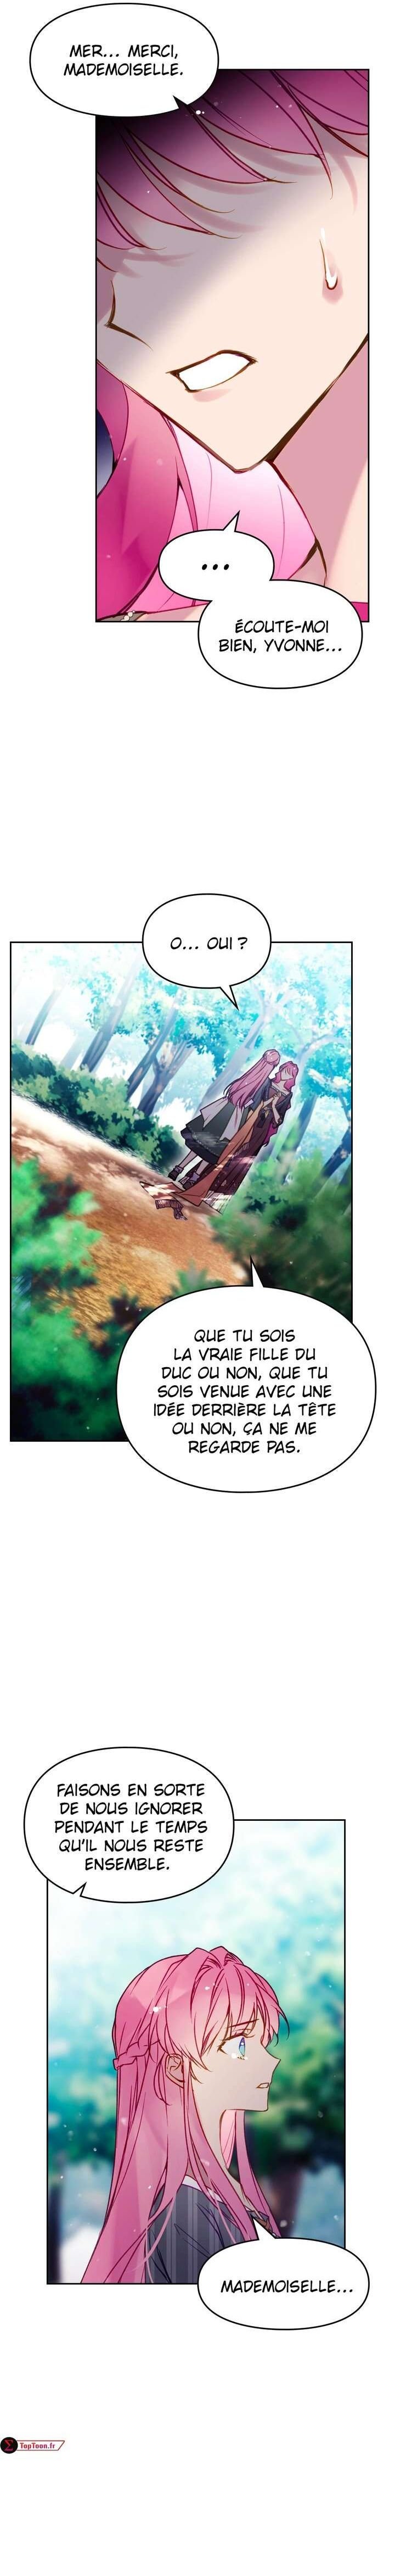 MER... MERCI,
MADEMOISELLE.
...
ÉCOUTE-MOI
BIEN, YVONNE...
O... OUI ?
QUE TU SOIS
LA VRAIE FILLE DU
DUC OU NON, QUE TU
SOIS VENUE AVEC UNE
IDÉE DERRIÈRE LA TÊTE
OU NON, ÇA NE ME
REGARDE PAS.
FAISONS EN SORTE
DE NOUS IGNORER
PENDANT LE TEMPS
QU'IL NOUS RESTE
ENSEMBLE.
MADEMOISELLE...
TopToon.fr